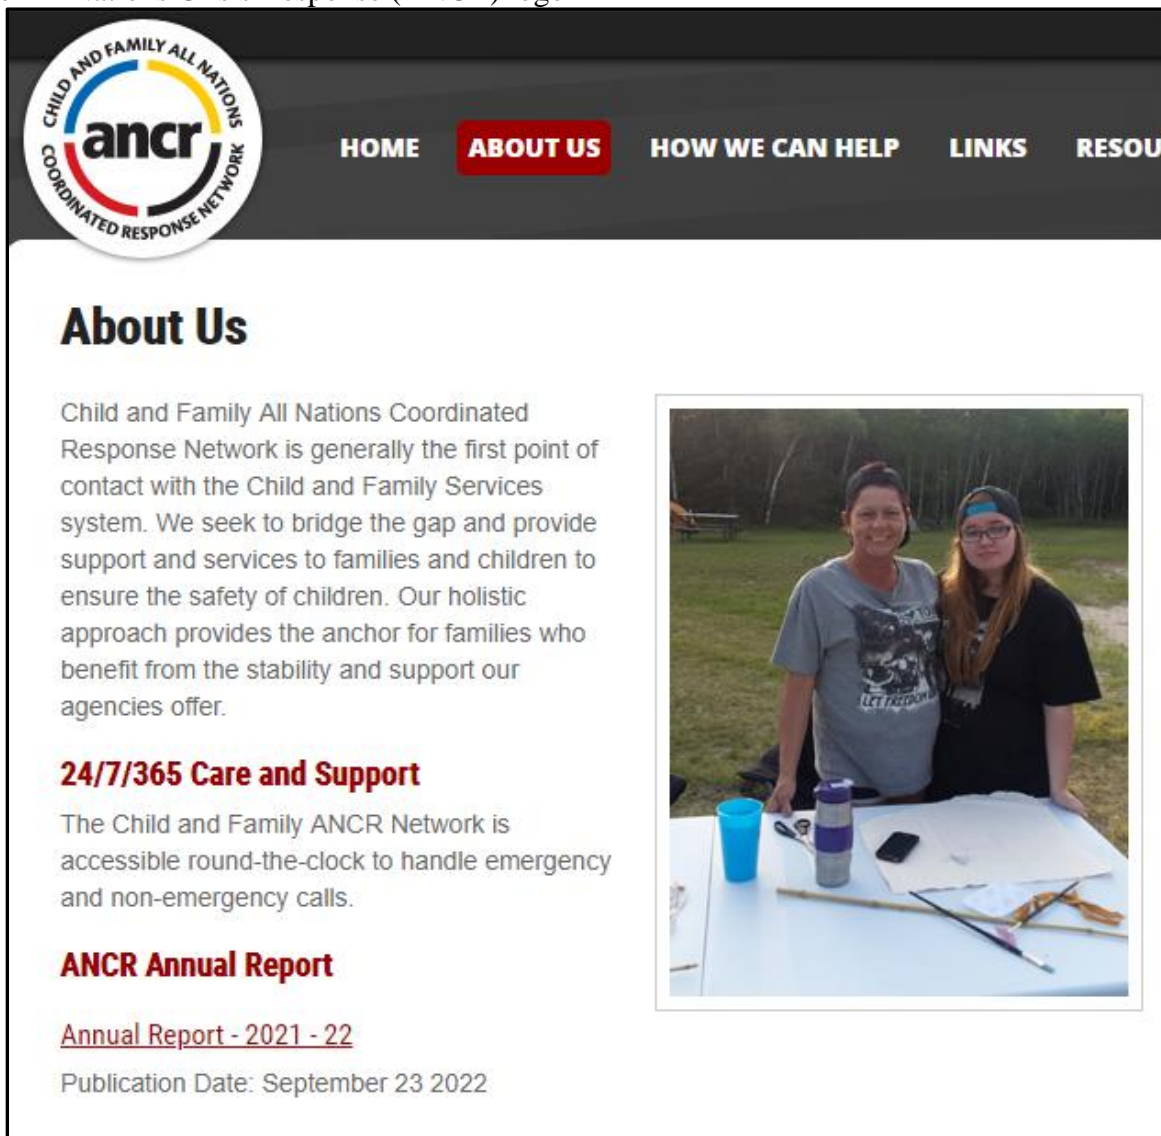 CHILD AND FAMILY ALL NATIONS
ancr
COORDINATED RESPONSE NETWORK
HOME ABOUT US HOW WE CAN HELP LINKS RESOU
About Us
Child and Family All Nations Coordinated
Response Network is generally the first point of
contact with the Child and Family Services
system. We seek to bridge the gap and provide
support and services to families and children to
ensure the safety of children. Our holistic
approach provides the anchor for families who
benefit from the stability and support our
agencies offer.
24/7/365 Care and Support
The Child and Family ANCR Network is
accessible round-the-clock to handle emergency
and non-emergency calls.
ANCR Annual Report
Annual Report - 2021 - 22
Publication Date: September 23 2022
LET FREEDOM